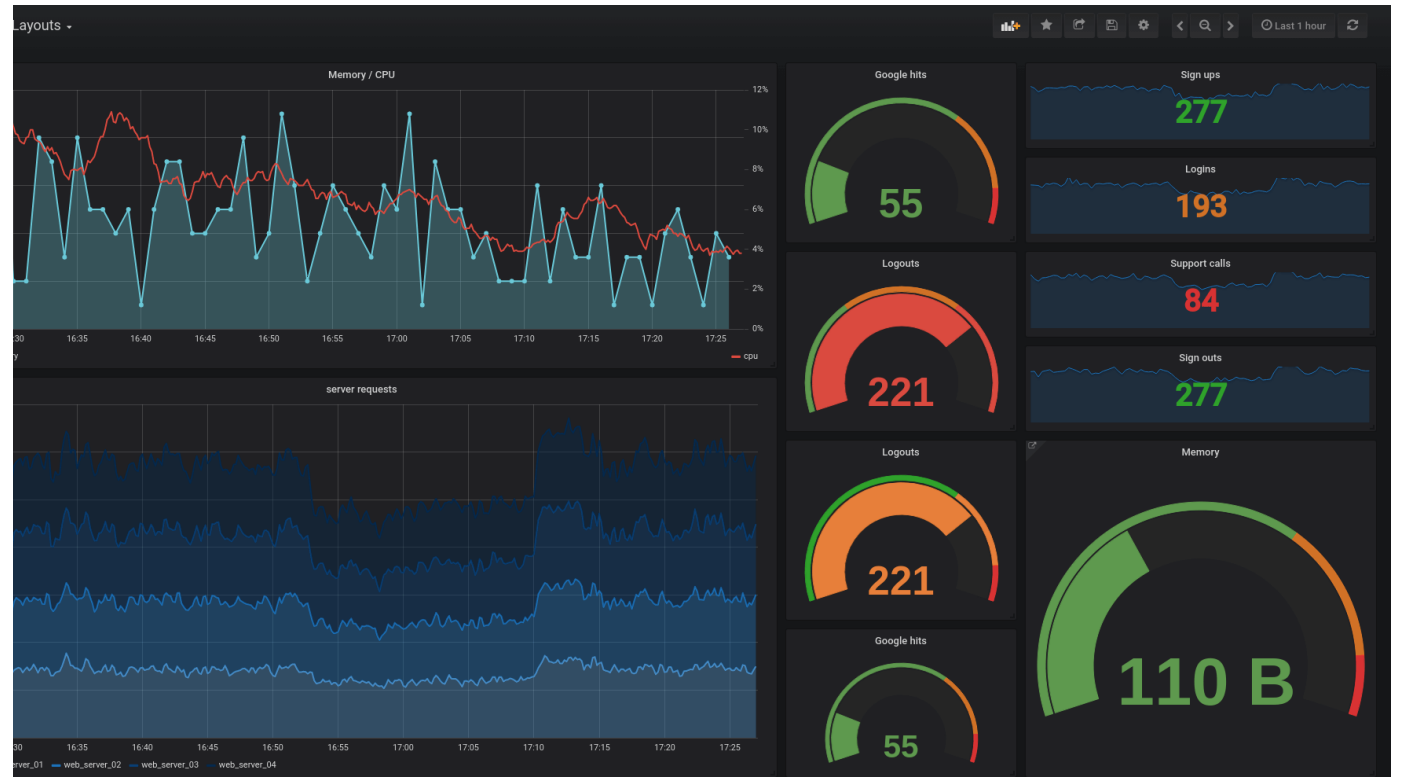 Layouts
Last 1 hour
Memory / CPU
12%
10%
8%
6%
4%
2%
0%
:30 16:35 16:40 16:45 16:50 16:55 17:00 17:05 17:10 17:15 17:20 17:25
y
cpu
server requests
30 16:35 16:40 16:45 16:50 16:55 17:00 17:05 17:10 17:15 17:20 17:25
erver_01 web_server_02 web_server_03 web_server_04
Google hits
55
Logouts
221
Logouts
221
Google hits
55
Sign ups
277
Logins
193
Support calls
84
Sign outs
277
Memory
110 B